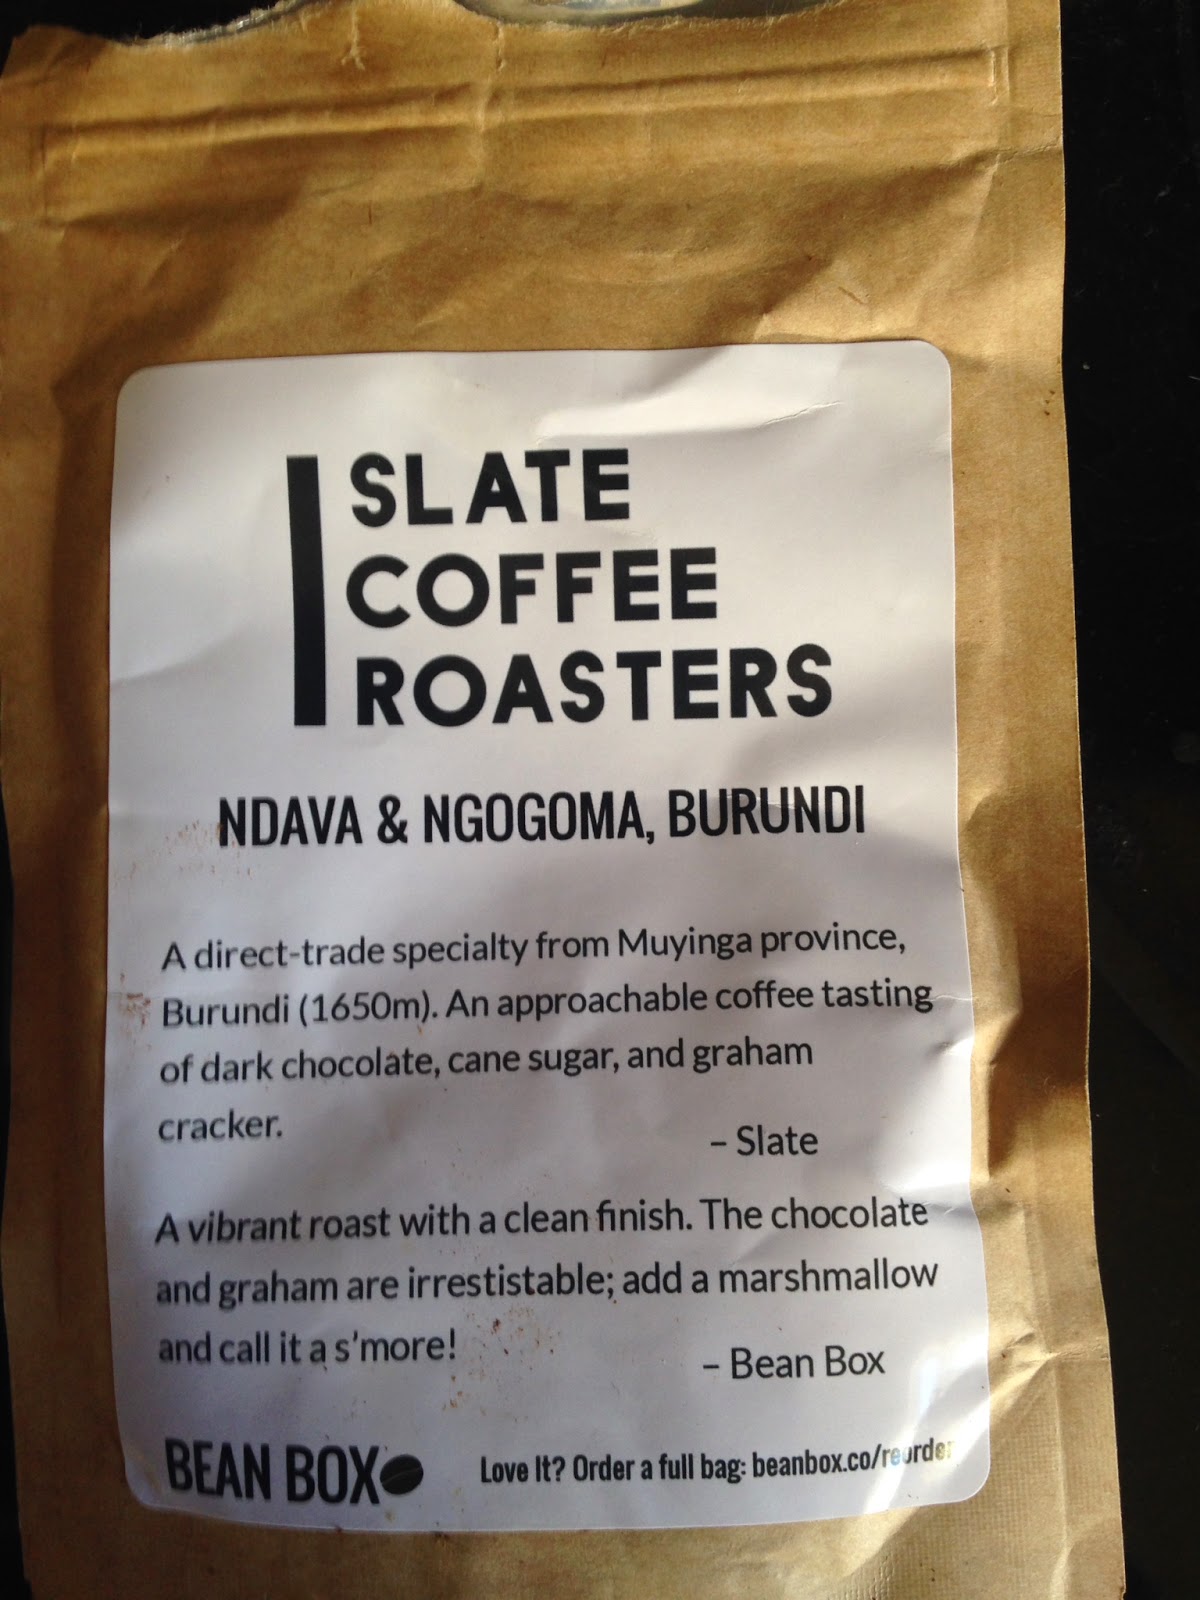 SLATE
COFFEE
ROASTERS
NDAVA & NGOGOMA, BURUNDI
A direct-trade specialty from Muyinga province,
Burundi (1650m). An approachable coffee tasting
of dark chocolate, cane sugar, and graham
cracker.
– Slate
A vibrant roast with a clean finish. The chocolate
and graham are irrestistable; add a marshmallow
and call it a s'more!
– Bean Box
BEAN BOX
Love It? Order a full bag: beanbox.co/reorder